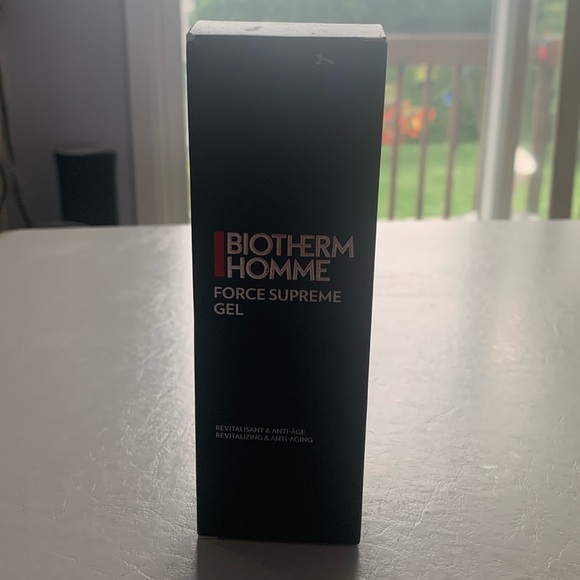 BIOTHERM
HOMME
FORCE SUPREME
GEL
REVITALISANT & ANTI-ÂGE
REVITALIZING & ANTI-AGING